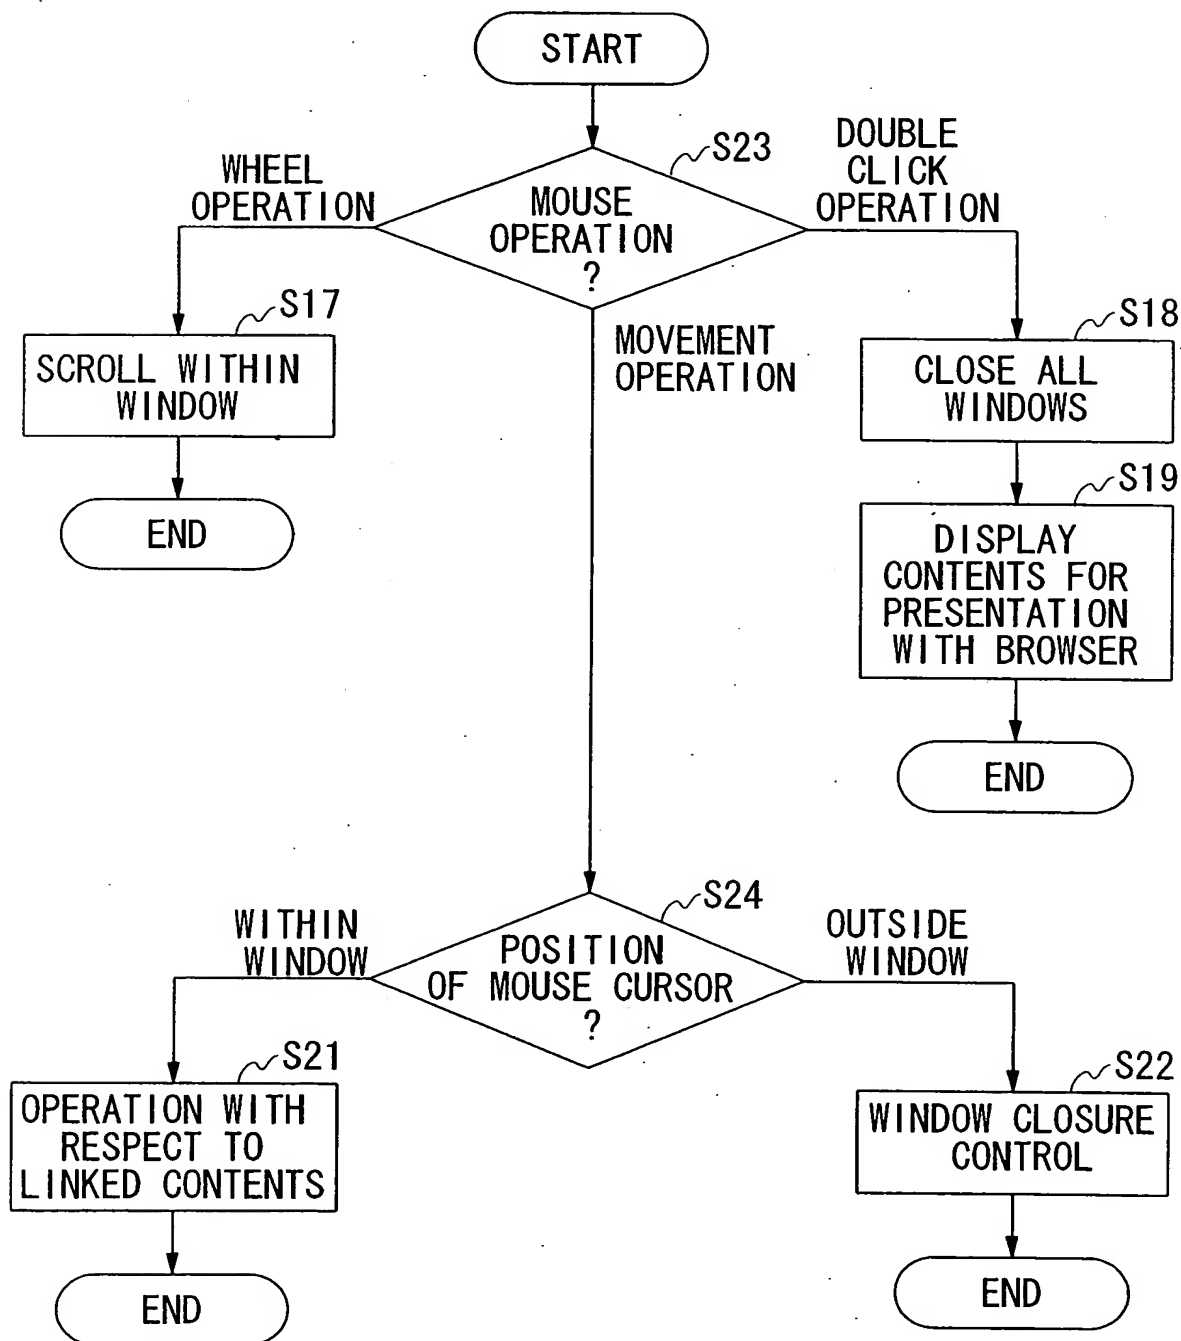 START
S23
MOUSE
OPERATION
?
WHEEL
OPERATION
DOUBLE
CLICK
OPERATION
S17
SCROLL WITHIN
WINDOW
END
MOVEMENT
OPERATION
S18
CLOSE ALL
WINDOWS
S19
DISPLAY
CONTENTS FOR
PRESENTATION
WITH BROWSER
END
S24
POSITION
OF MOUSE CURSOR
?
WITHIN
WINDOW
OUTSIDE
WINDOW
S21
OPERATION WITH
RESPECT TO
LINKED CONTENTS
END
S22
WINDOW CLOSURE
CONTROL
END